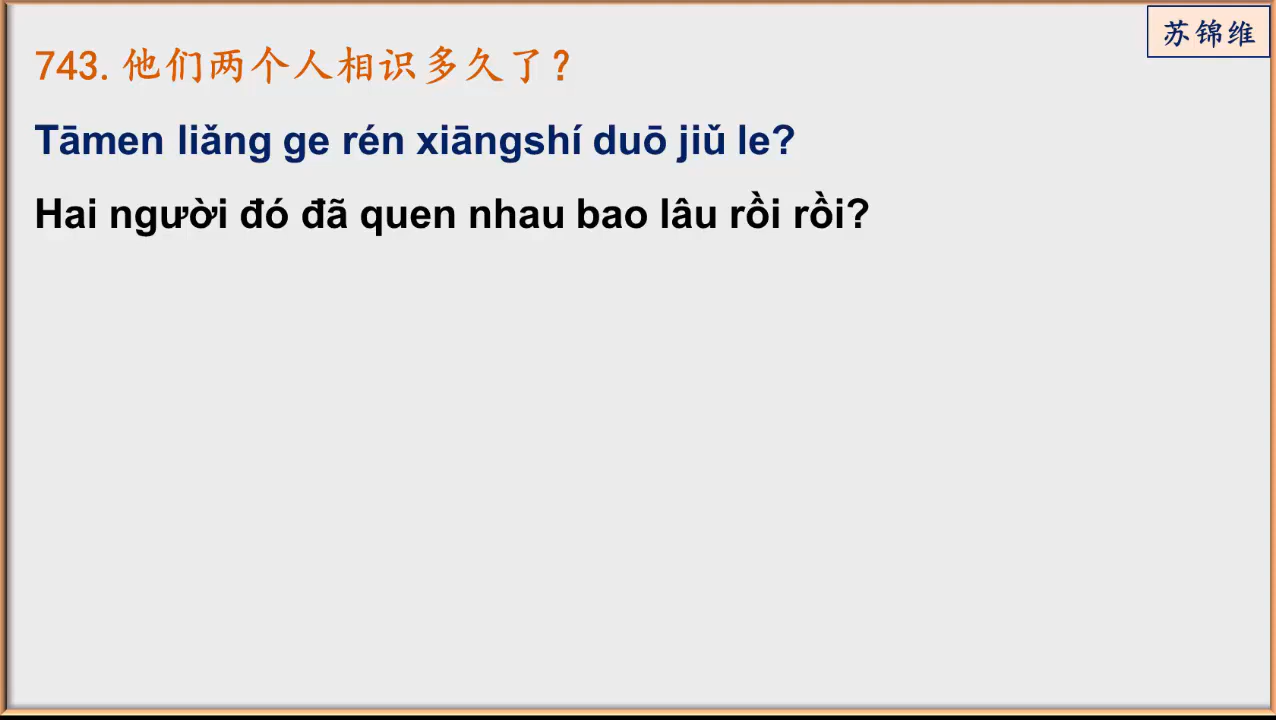 苏锦维
743. 他们两个人相识多久了？
Tāmen liǎng ge rén xiāngshí duō jiǔ le?
Hai người đó đã quen nhau bao lâu rồi rồi?